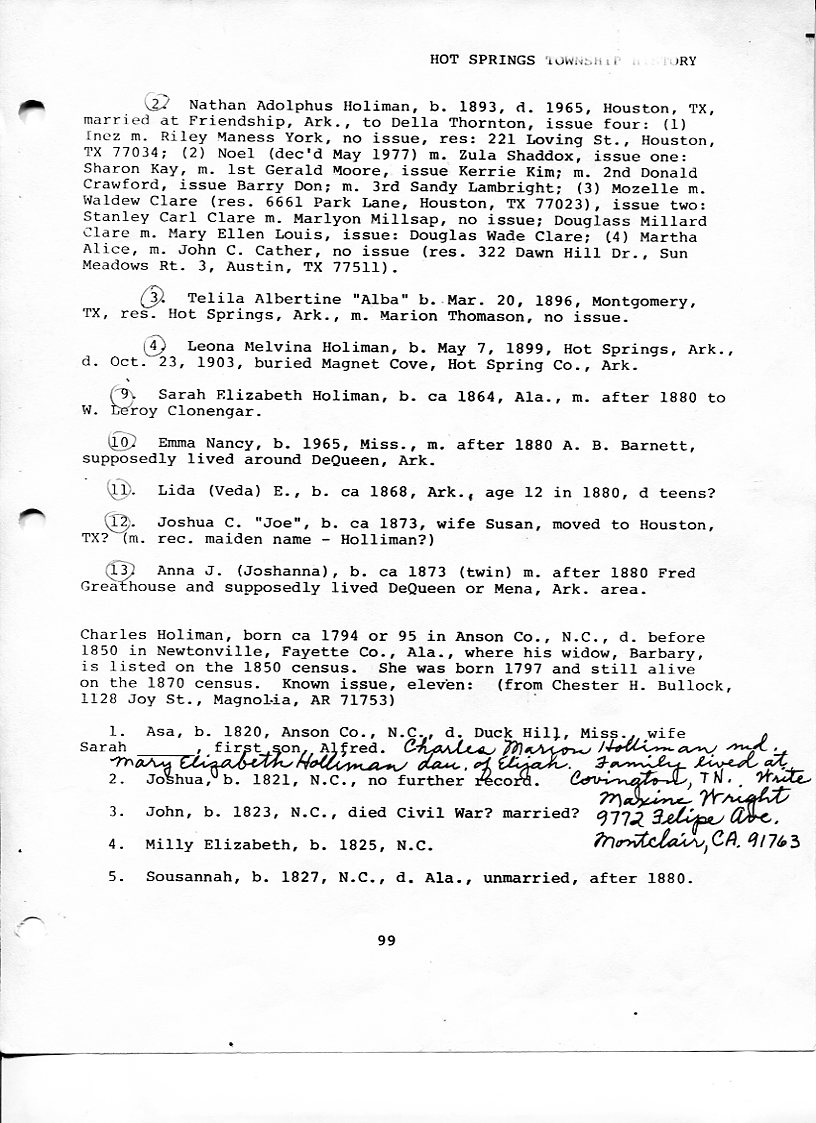 HOT SPRINGS TOWNSHIP HISTORY
(2) Nathan Adolphus Holiman, b. 1893, d. 1965, Houston, TX,
married at Friendship, Ark., to Della Thornton, issue four: (1)
Inez m. Riley Maness York, no issue, res: 221 Loving St., Houston,
TX 77034; (2) Noel (dec'd May 1977) m. Zula Shaddox, issue one:
Sharon Kay, m. 1st Gerald Moore, issue Kerrie Kim; m. 2nd Donald
Crawford, issue Barry Don; m. 3rd Sandy Lambright; (3) Mozelle m.
Waldew Clare (res. 6661 Park Lane, Houston, TX 77023), issue two:
Stanley Carl Clare m. Marlyon Millsap, no issue; Douglass Millard
Clare m. Mary Ellen Louis, issue: Douglas Wade Clare; (4) Martha
Alice, m. John C. Cather, no issue (res. 322 Dawn Hill Dr., Sun
Meadows Rt. 3, Austin, TX 77511).
3. Telila Albertine "Alba" b. Mar. 20, 1896, Montgomery,
TX, res. Hot Springs, Ark., m. Marion Thomason, no issue.
(4) Leona Melvina Holiman, b. May 7, 1899, Hot Springs, Ark.,
d. Oct. 23, 1903, buried Magnet Cove, Hot Spring Co., Ark.
9. Sarah Elizabeth Holiman, b. ca 1864, Ala., m. after 1880 to
W. Leroy Clonengar.
10. Emma Nancy, b. 1965, Miss., m. after 1880 A. B. Barnett,
supposedly lived around DeQueen, Ark.
11. Lida (Veda) E., b. ca 1868, Ark., age 12 in 1880, d teens?
12. Joshua C. "Joe", b. ca 1873, wife Susan, moved to Houston,
TX? (m. rec. maiden name - Holliman?)
13. Anna J. (Joshanna), b. ca 1873 (twin) m. after 1880 Fred
Greathouse and supposedly lived DeQueen or Mena, Ark. area.
Charles Holiman, born ca 1794 or 95 in Anson Co., N.C., d. before
1850 in Newtonville, Fayette Co., Ala., where his widow, Barbary,
is listed on the 1850 census. She was born 1797 and still alive
on the 1870 census. Known issue, eleven: (from Chester H. Bullock,
1128 Joy St., Magnolia, AR 71753)
1. Asa, b. 1820, Anson Co., N.C., d. Duck Hill, Miss., wife
Sarah ______, first son, Alfred. Charles Marion Holliman md.
Mary Elizabeth Holliman dau. of Elijah. Family lived at
2. Joshua, b. 1821, N.C., no further record. Covington, TN. Write
Maxine Wright
3. John, b. 1823, N.C., died Civil War? married? 9772 Felipe Ave.
4. Milly Elizabeth, b. 1825, N.C. Montclair, CA. 91763
5. Sousannah, b. 1827, N.C., d. Ala., unmarried, after 1880.
99